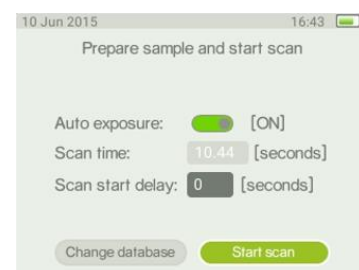 10 Jun 2015 16:43
Prepare sample and start scan
Auto exposure: [ON]
Scan time: 10.44 [seconds]
Scan start delay: 0 [seconds]
Change database Start scan